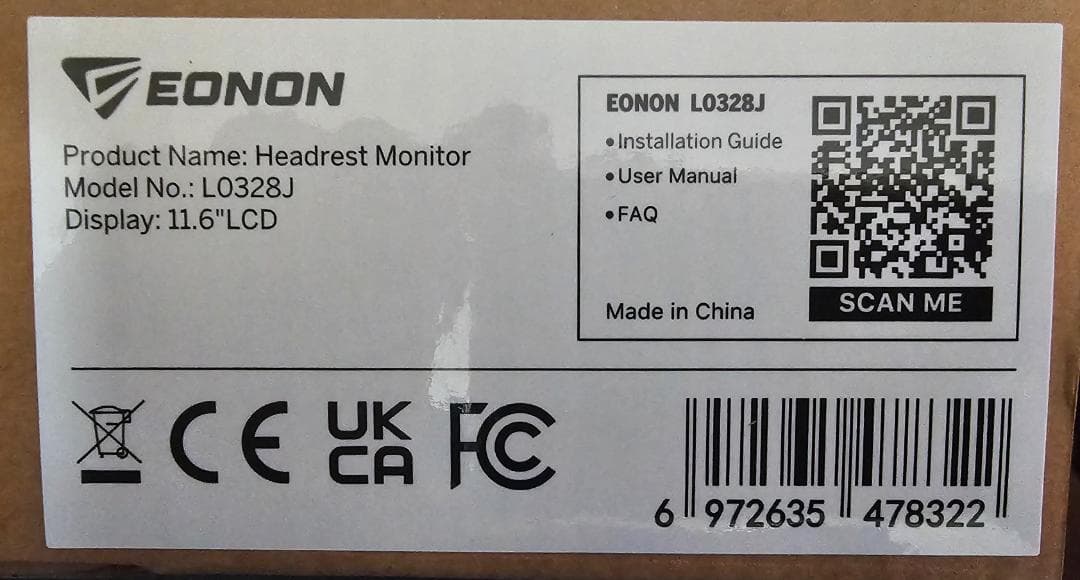 EONON
Product Name: Headrest Monitor
Model No.: L0328J
Display: 11.6"LCD
EONON L0328J
•Installation Guide
•User Manual
•FAQ
Made in China
SCAN ME
CE
UK
CA
FC
6 972635 478322